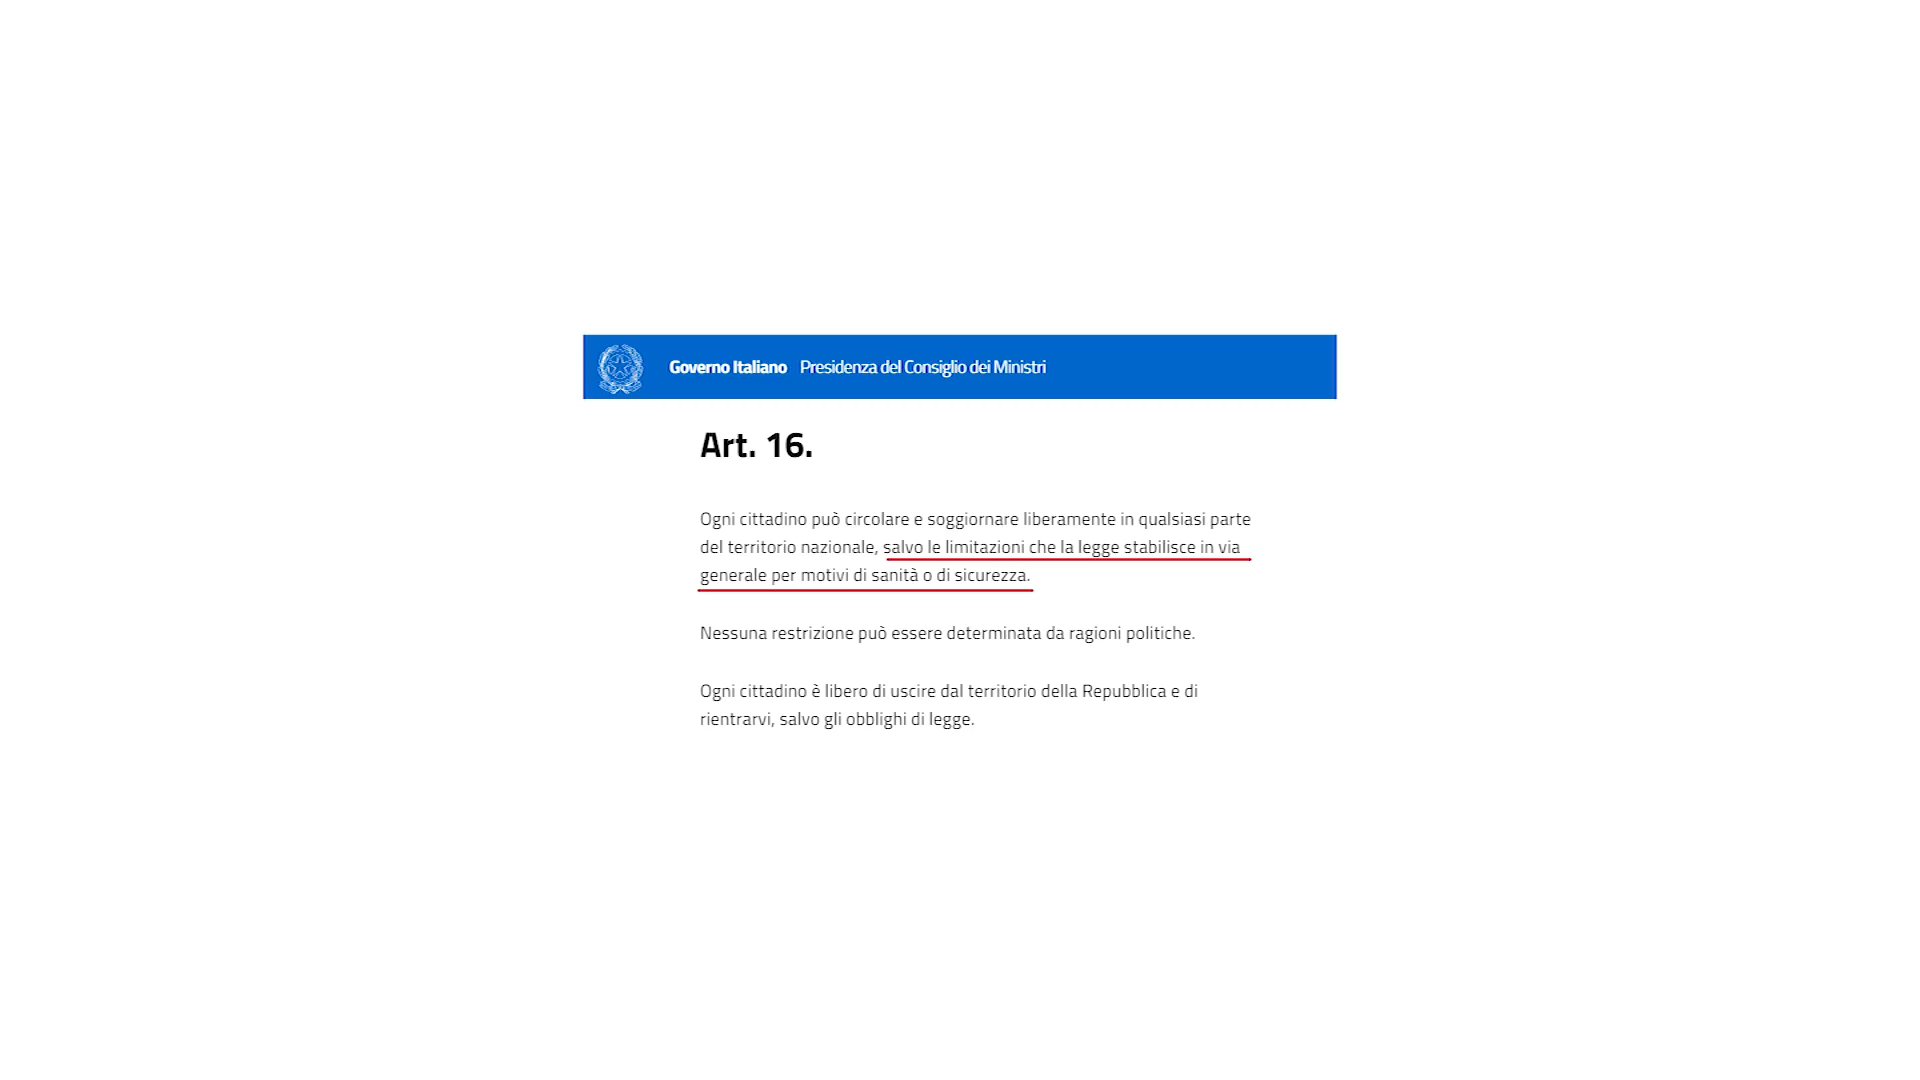 Governo Italiano Presidenza del Consiglio dei Ministri
Art. 16.
Ogni cittadino può circolare e soggiornare liberamente in qualsiasi parte
del territorio nazionale, salvo le limitazioni che la legge stabilisce in via
generale per motivi di sanità o di sicurezza.
Nessuna restrizione può essere determinata da ragioni politiche.
Ogni cittadino è libero di uscire dal territorio della Repubblica e di
rientrarvi, salvo gli obblighi di legge.